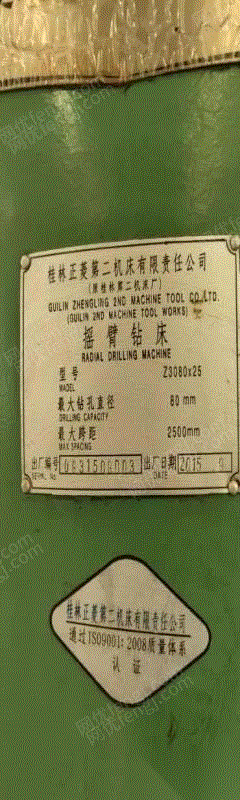 桂林正菱第二机床有限责任公司
(原桂林第二机床厂)
GUILIN ZHENGLING 2ND MACHINE TOOL CO.LTD.
(GUILIN 2ND MACHINE TOOL WORKS)
摇臂钻床
RADIAL DRILLING MACHINE
型号 Z3080x25
MADEL
最大钻孔直径 80mm
DRILLING CAPACITY
最大跨距 2500mm
MAX SPACING
出厂编号 出厂日期 2015 9
SERIAL No DATE
桂林正菱第二机床有限责任公司
通过ISO9001:2008质量体系
认证